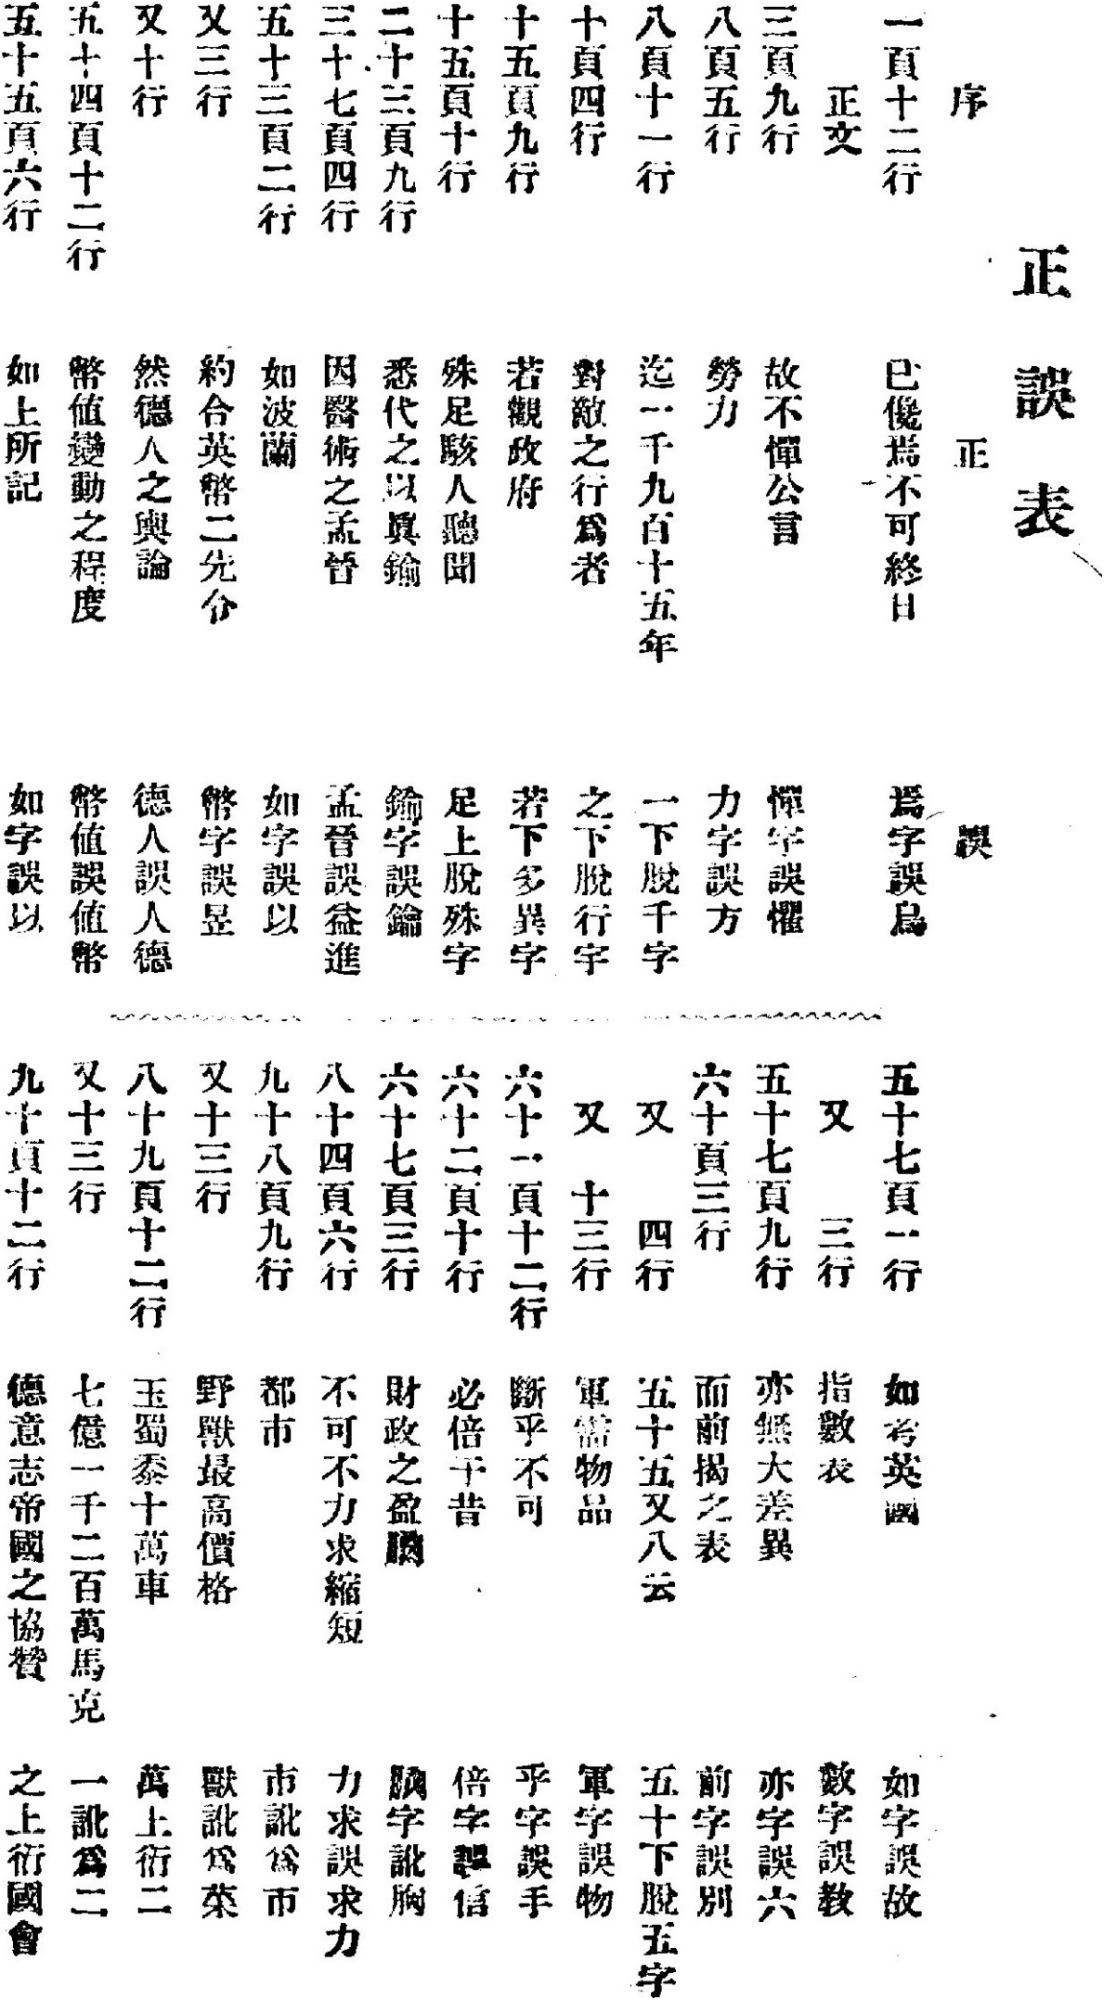 正誤表
序 正 誤
一頁十二行 已儳焉不可終日 焉字誤烏
正文
三頁九行 故不憚公言 憚字誤懼
八頁五行 勞力 力字誤方
八頁十一行 迄一千九百十五年 一下脫千字
十頁四行 對敵之行爲者 之下脫行字
十五頁九行 若觀政府 若下多異字
十五頁十行 殊足駭人聽聞 足上脫殊字
二十三頁九行 悉代之以眞鍮 鍮字誤鑰
三十七頁四行 因醫術之孟晉 孟晉誤益進
五十三頁二行 如波蘭 如字誤以
又三行 約合英幣二先令 幣字誤昱
又十行 然德人之輿論 德人誤人德
五十四頁十二行 幣值變動之程度 幣值誤值幣
五十五頁六行 如上所記 如字誤以
五十七頁一行 如考英國 如字誤故
又 三行 指數表 數字誤教
五十七頁九行 亦無大差異 亦字誤六
六十頁三行 而前揭之表 前字誤別
又 四行 五十五又八云 五十下脫五字
又 十三行 軍需物品 軍字誤物
六十一頁十二行 斷乎不可 乎字誤手
六十二頁十行 必倍于昔 倍字誤信
六十七頁三行 財政之盈朒 朒字訛胸
八十四頁六行 不可不力求縮短 力求誤求力
九十八頁九行 都市 市訛爲市
又十三行 野獸最高價格 獸訛爲菜
八十九頁十二行 玉蜀黍十萬車 萬上衍二
又十三行 七億一千二百萬馬克 一訛爲二
九十頁十二行 德意志帝國之協贊 之上衍國會